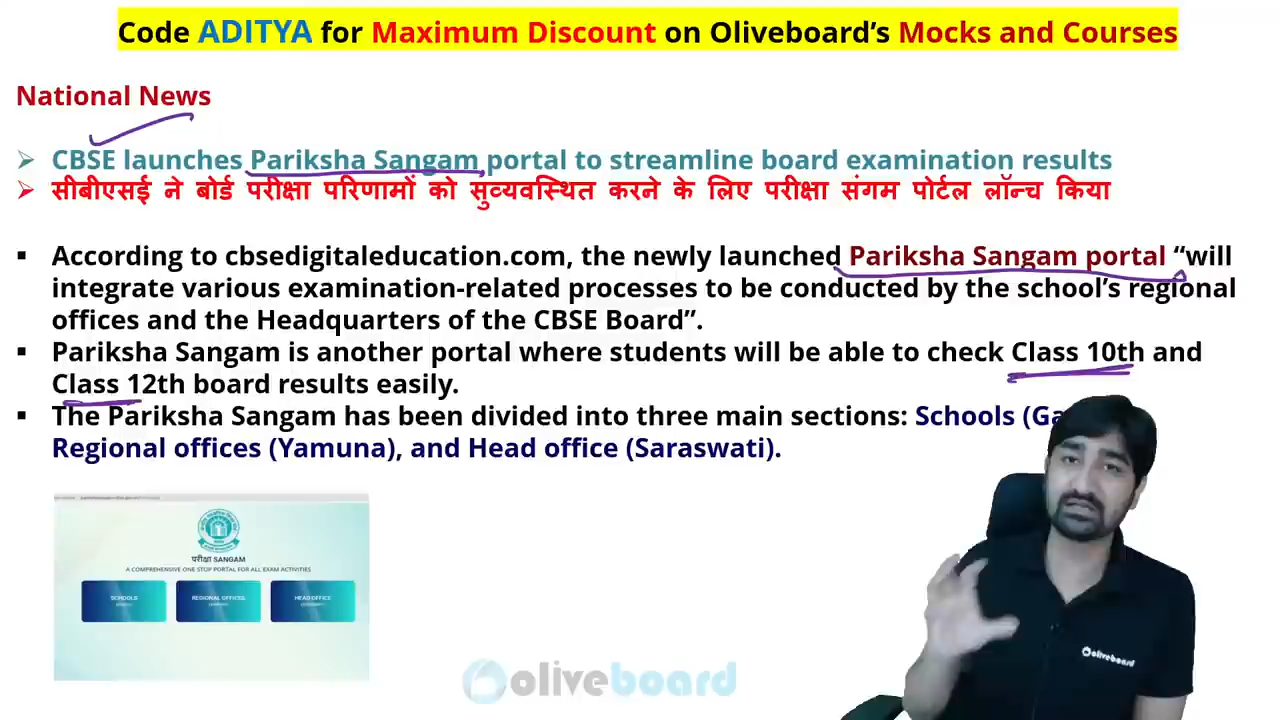 Code ADITYA for Maximum Discount on Oliveboard’s Mocks and Courses
National News
CBSE launches Pariksha Sangam portal to streamline board examination results
सीबीएसई ने बोर्ड परीक्षा परिणामों को सुव्यवस्थित करने के लिए परीक्षा संगम पोर्टल लॉन्च किया
According to cbsedigitaleducation.com, the newly launched Pariksha Sangam portal “will
integrate various examination-related processes to be conducted by the school’s regional
offices and the Headquarters of the CBSE Board”.
Pariksha Sangam is another portal where students will be able to check Class 10th and
Class 12th board results easily.
The Pariksha Sangam has been divided into three main sections: Schools
Regional offices (Yamuna), and Head office (Saraswati).
परीक्षा SANGAM
A COMPREHENSIVE ONE STOP PORTAL FOR ALL EXAM ACTIVITIES
SCHOOLS REGIONAL OFFICES HEAD OFFICE
oliveboard
oliveboard